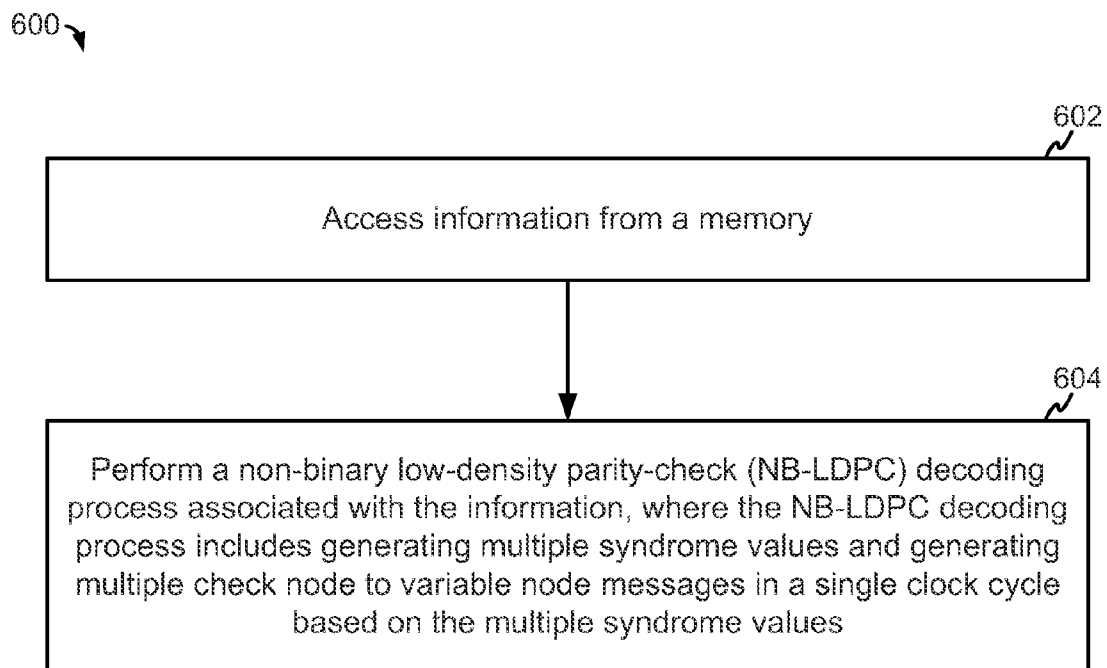 600
602
Access information from a memory
604
Perform a non-binary low-density parity-check (NB-LDPC) decoding
process associated with the information, where the NB-LDPC decoding
process includes generating multiple syndrome values and generating
multiple check node to variable node messages in a single clock cycle
based on the multiple syndrome values